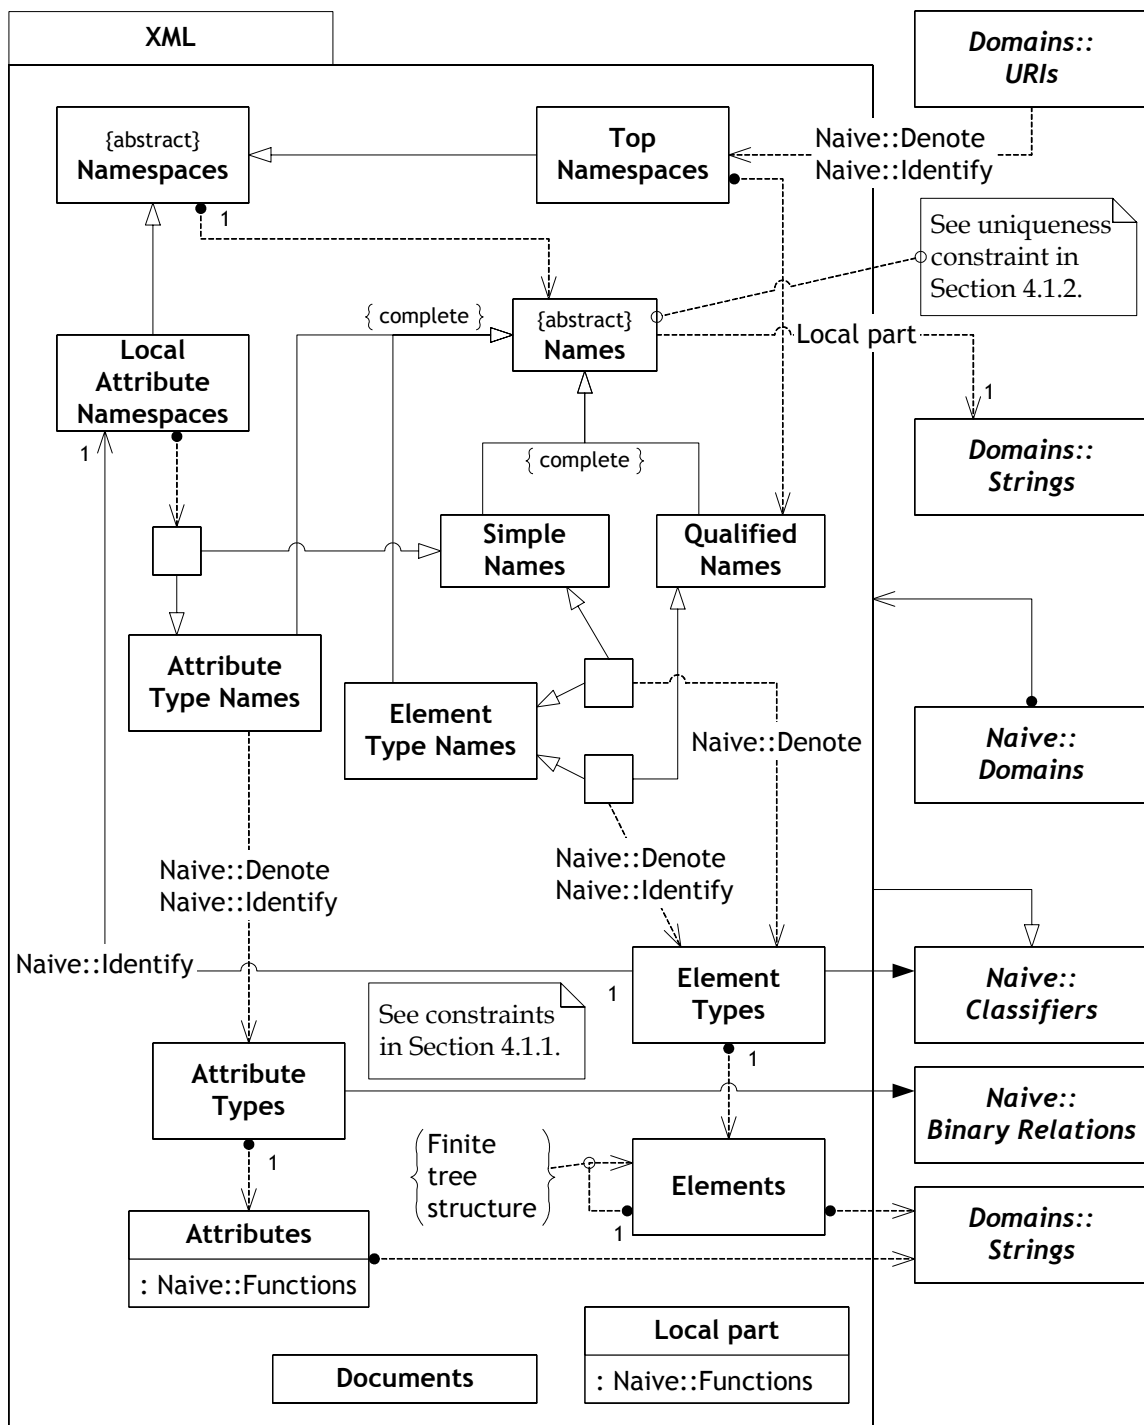 XML
Domains::
URIs
{abstract}
Namespaces
Top
Namespaces
Naive::Denote
Naive::Identify
1
See uniqueness
constraint in
Section 4.1.2.
{ complete }
{abstract}
Names
Local part
Local
Attribute
Namespaces
1
1
Domains::
Strings
{ complete }
Simple
Names
Qualified
Names
Attribute
Type Names
Element
Type Names
Naive::Denote
Naive::
Domains
Naive::Denote
Naive::Identify
Naive::Denote
Naive::Identify
Naive::Identify
1
Element
Types
Naive::
Classifiers
See constraints
in Section 4.1.1.
1
Attribute
Types
Naive::
Binary Relations
1
Finite
tree
structure
1
Elements
Domains::
Strings
Attributes
: Naive::Functions
Local part
: Naive::Functions
Documents